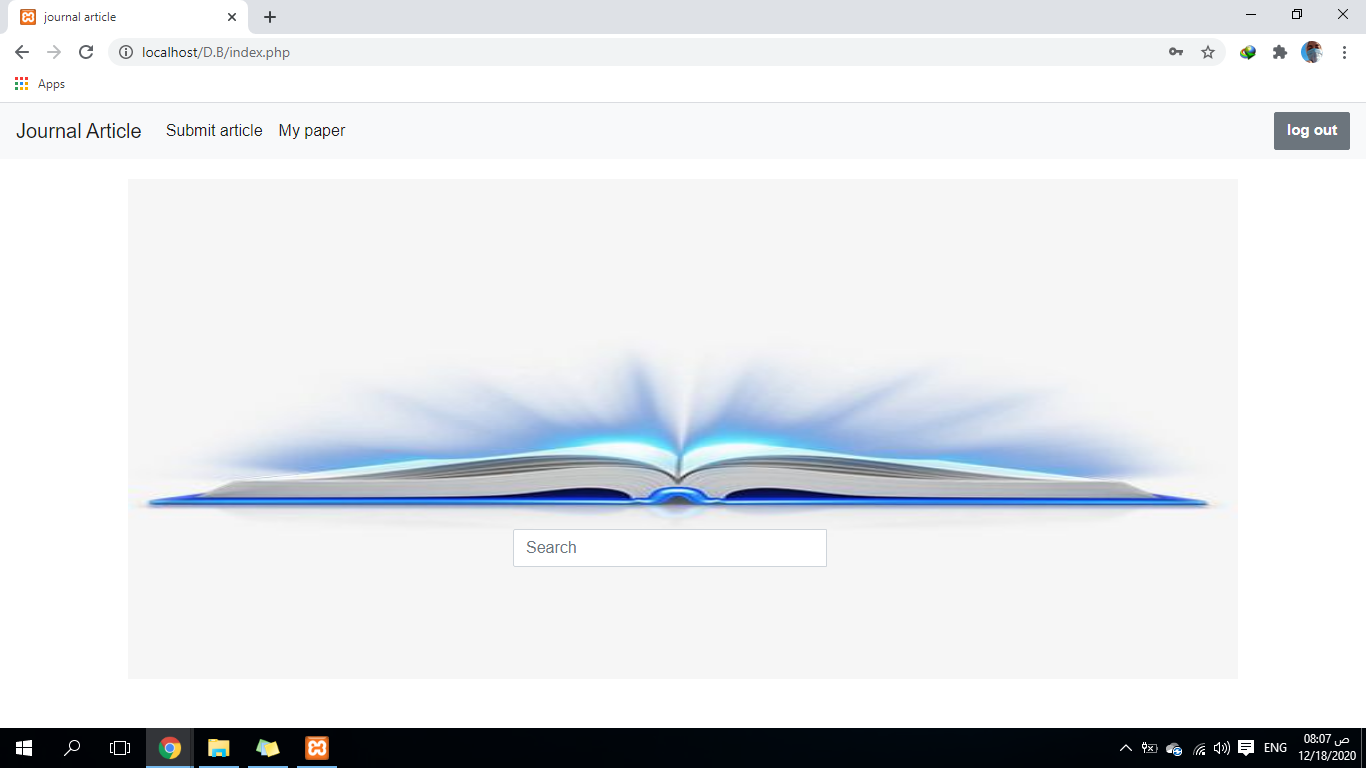 journal article
localhost/D.B/index.php
Apps
Journal Article Submit article My paper log out
Search
ENG
08:07 ص
12/18/2020